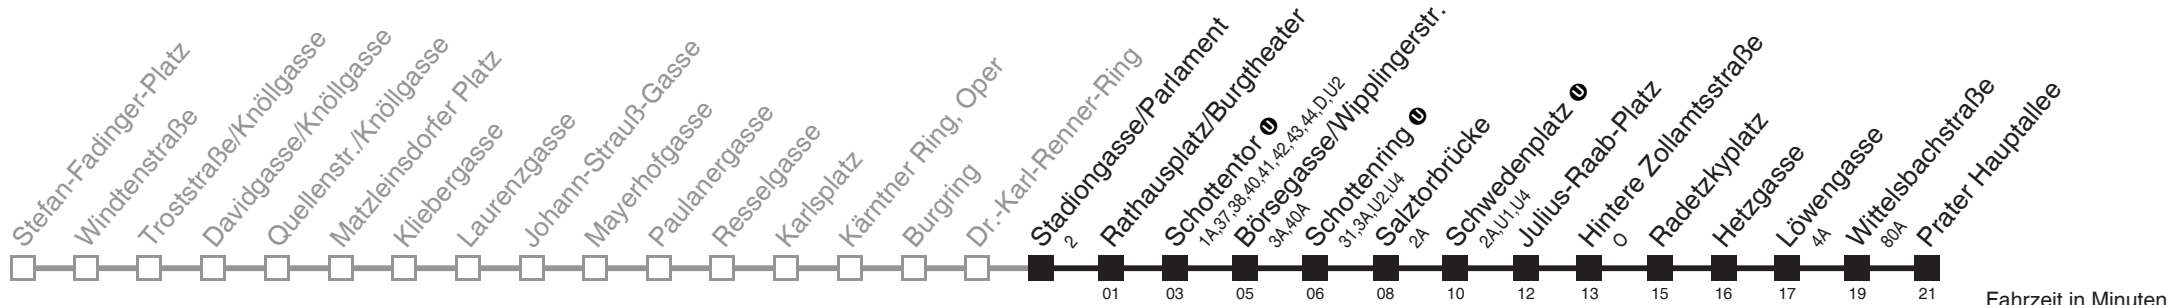 Stefan-Fadinger-Platz
Windtenstraße
Troststraße/Knöllgasse
Davidgasse/Knöllgasse
Quellenstr./Knöllgasse
Matzleinsdorfer Platz
Kliebergasse
Laurenzgasse
Johann-Strauß-Gasse
Mayerhofgasse
Paulanergasse
Resselgasse
Karlsplatz
Kärntner Ring, Oper
Burgring
Dr.-Karl-Renner-Ring
Stadiongasse/Parlament
2
Rathausplatz/Burgtheater
Schottentor U
1A,37,38,40,41,42,43,44,D,U2
Börsegasse/Wipplingerstr.
3A,40A
Schottenring U
31,3A,U2,U4
Salztorbrücke
2A
Schwedenplatz U
2A,U1,U4
Julius-Raab-Platz
Hintere Zollamtsstraße
O
Radetzkyplatz
Hetzgasse
Löwengasse
4A
Wittelsbachstraße
80A
Prater Hauptallee
01 03 05 06 08 10 12 13 15 16 17 19 21
Fahrzeit in Minuten